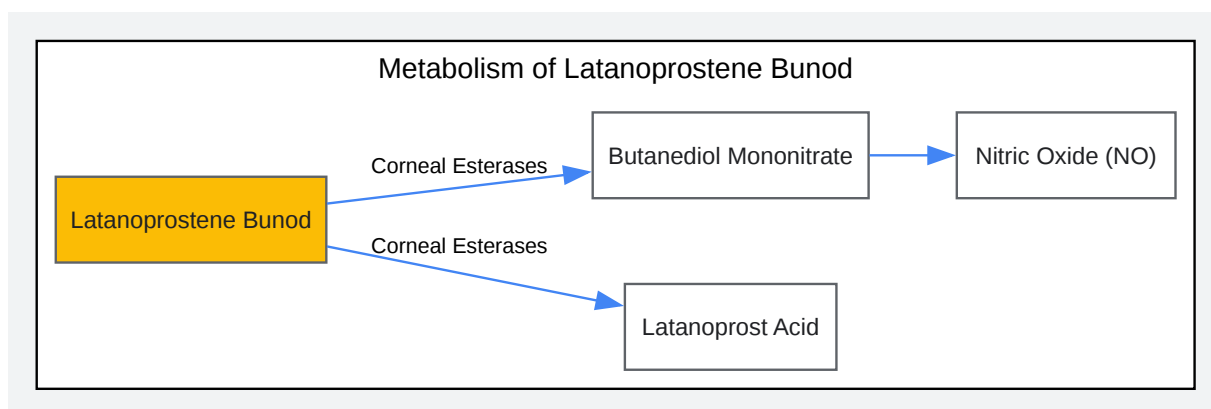 Metabolism of Latanoprostene Bunod
Latanoprostene Bunod
Corneal Esterases
Butanediol Mononitrate
Nitric Oxide (NO)
Corneal Esterases
Latanoprost Acid